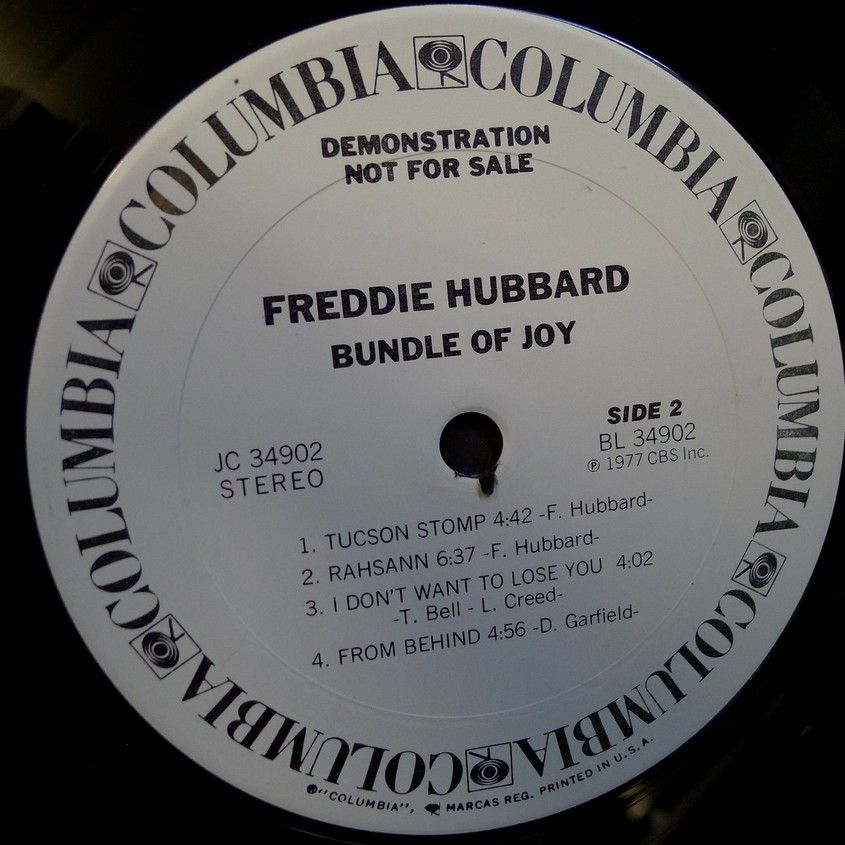 COLUMBIA COLUMBIA COLUMBIA COLUMBIA COLUMBIA COLUMBIA COLUMBIA
DEMONSTRATION
NOT FOR SALE
FREDDIE HUBBARD
BUNDLE OF JOY
JC 34902
STEREO
SIDE 2
BL 34902
Ⓟ 1977 CBS Inc.
1. TUCSON STOMP 4:42 -F. Hubbard-
2. RAHSANN 6:37 -F. Hubbard-
3. I DON'T WANT TO LOSE YOU 4:02
-T. Bell - L. Creed-
4. FROM BEHIND 4:56 -D. Garfield-
®"COLUMBIA", MARCAS REG. PRINTED IN U.S.A.